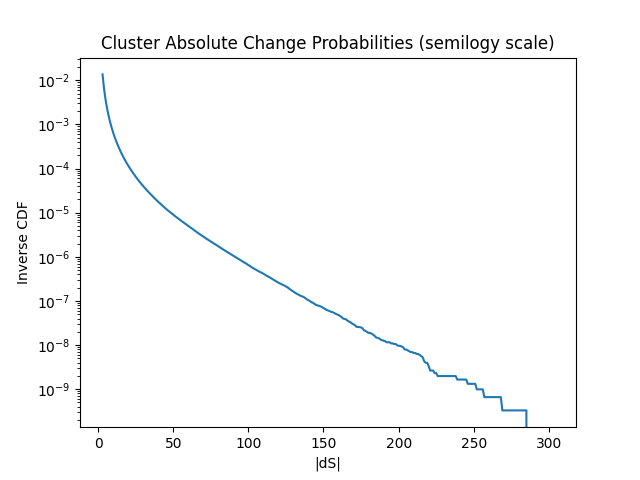 Cluster Absolute Change Probabilities (semilogy scale)
Inverse CDF
10⁻²
10⁻³
10⁻⁴
10⁻⁵
10⁻⁶
10⁻⁷
10⁻⁸
10⁻⁹
0 50 100 150 200 250 300
|dS|